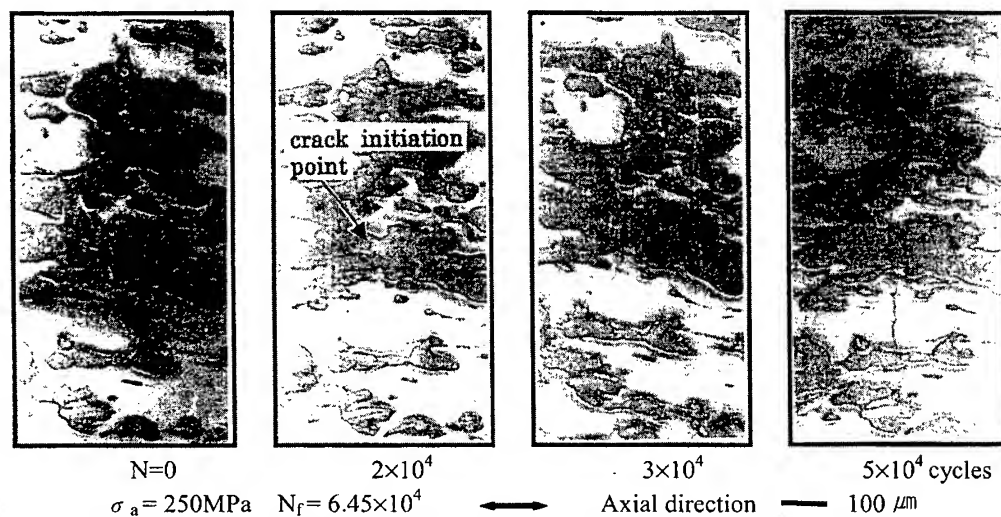 crack initiation
point
N=0
2×10⁴
3×10⁴
5×10⁴ cycles
σ a = 250MPa N_f = 6.45×10⁴ Axial direction 100 μm